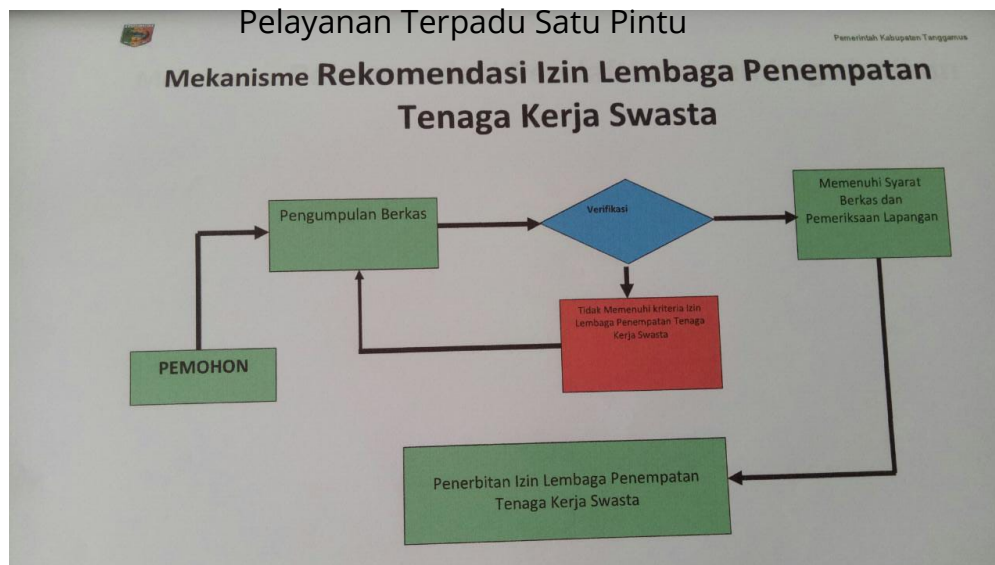 Pelayanan Terpadu Satu Pintu
Pemerintah Kabupaten Tanggamus
Mekanisme Rekomendasi Izin Lembaga Penempatan
Tenaga Kerja Swasta
Pengumpulan Berkas
Verifikasi
Memenuhi Syarat
Berkas dan
Pemeriksaan Lapangan
Tidak Memenuhi kriteria Izin
Lembaga Penempatan Tenaga
Kerja Swasta
PEMOHON
Penerbitan Izin Lembaga Penempatan
Tenaga Kerja Swasta